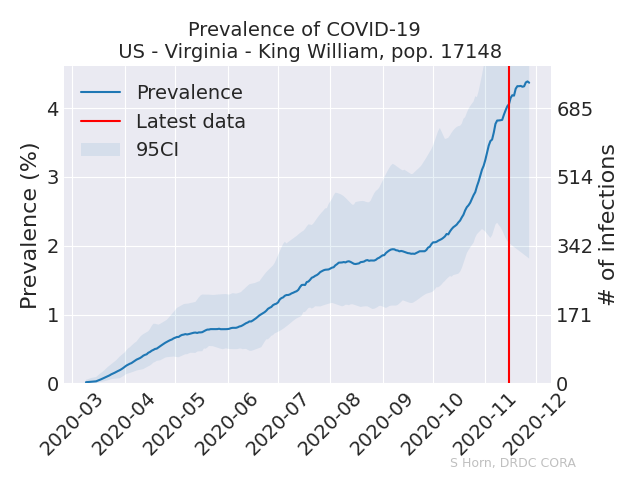 Prevalence of COVID-19
US - Virginia - King William, pop. 17148
Prevalence
Latest data
95CI
Prevalence (%)
4
3
2
1
0
# of infections
685
514
342
171
0
2020-03
2020-04
2020-05
2020-06
2020-07
2020-08
2020-09
2020-10
2020-11
2020-12
S Horn, DRDC CORA